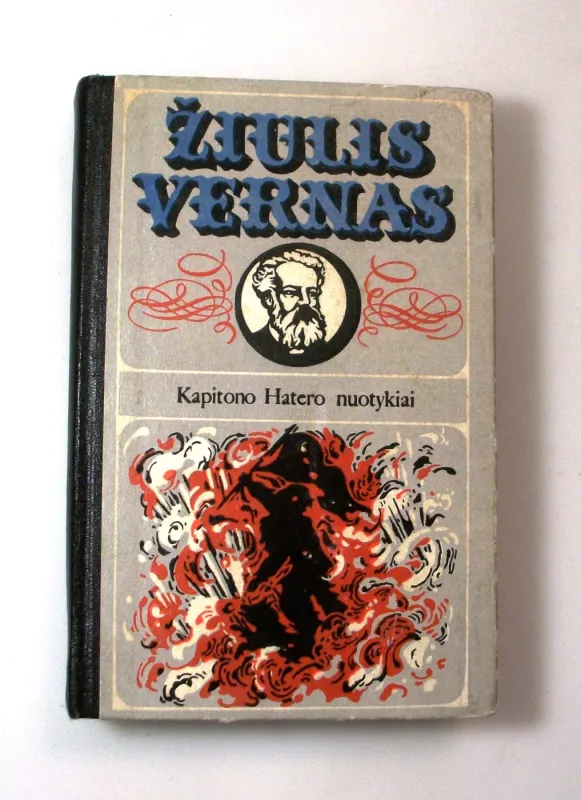 ŽIULIS
VERNAS
Kapitono Hatero nuotykiai